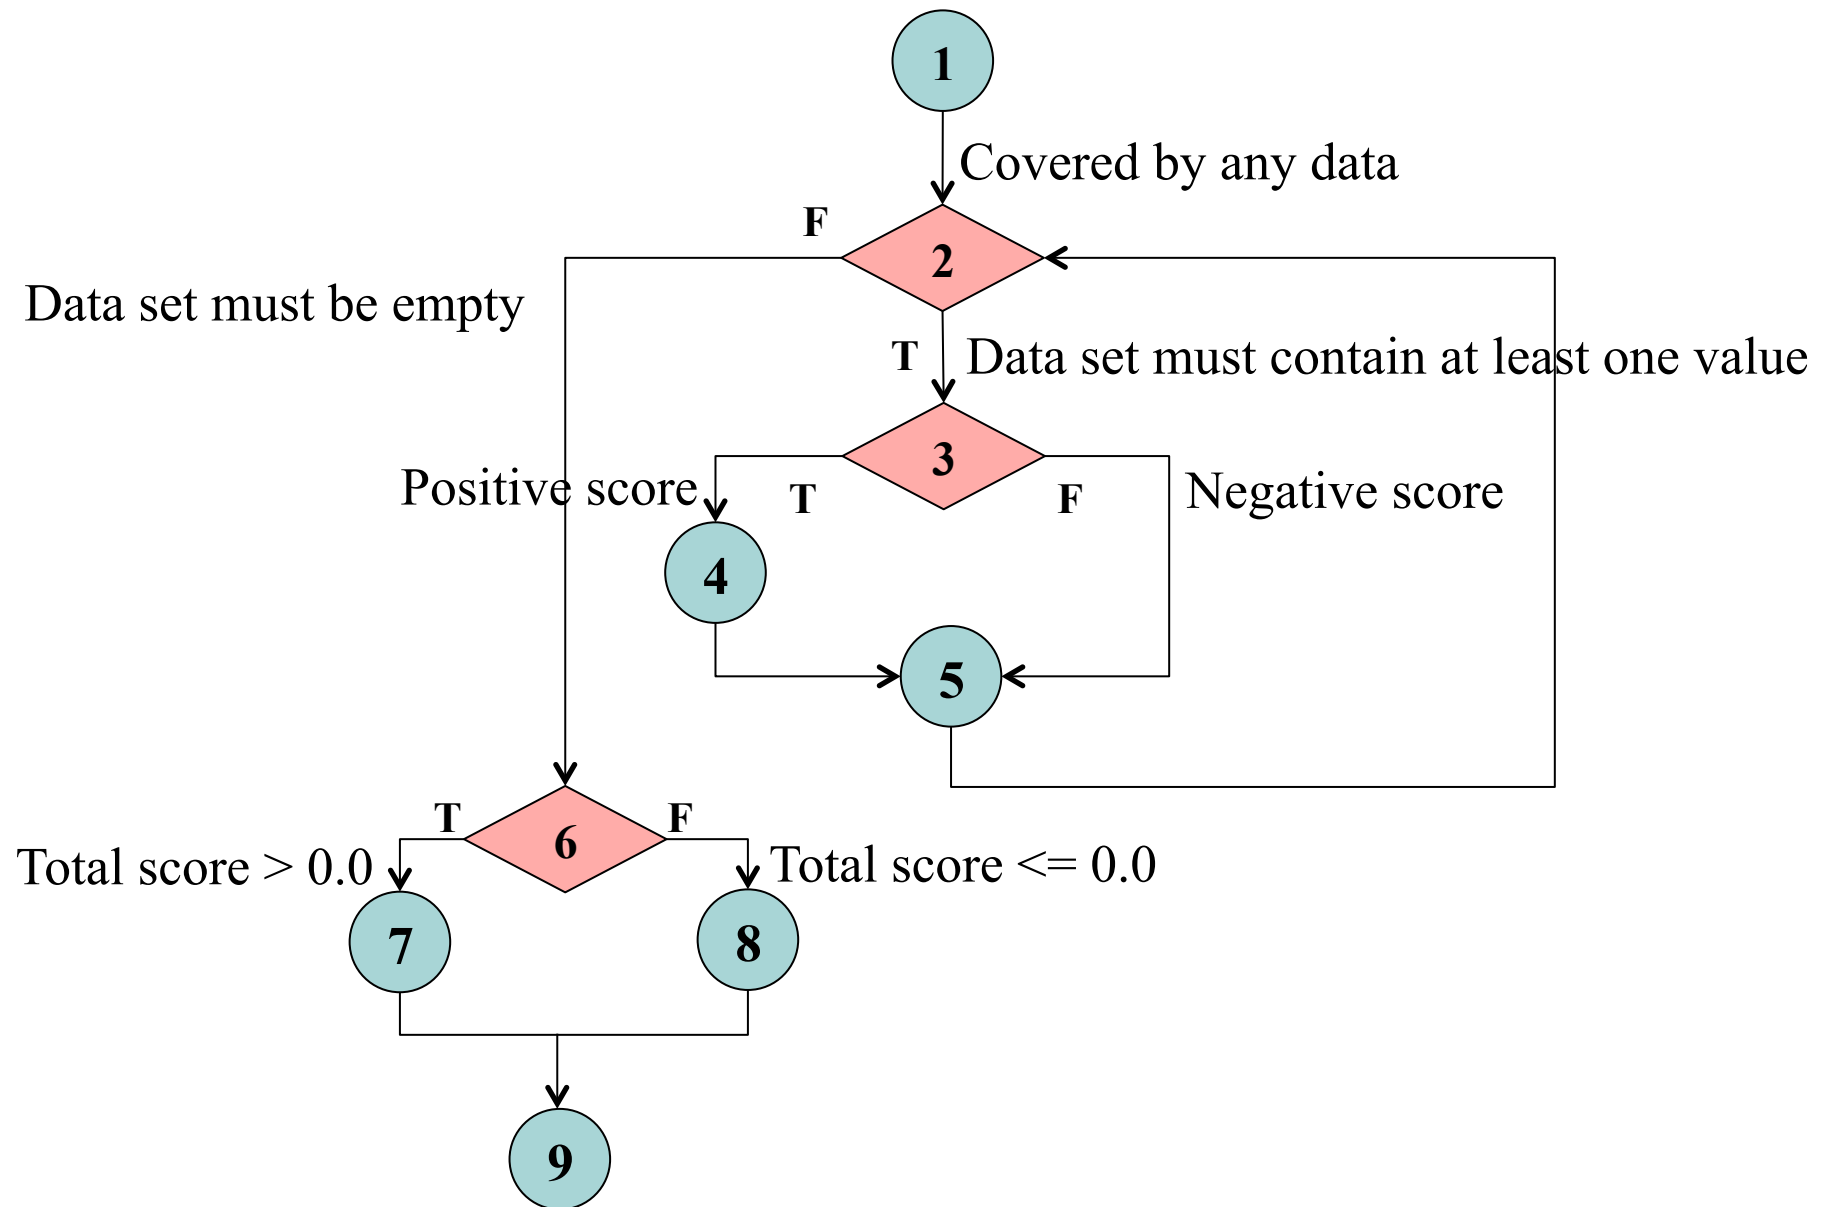 1
Covered by any data
F
2
Data set must be empty
T
Data set must contain at least one value
3
Positive score
T
F
Negative score
4
5
T
6
F
Total score > 0.0
Total score <= 0.0
7
8
9